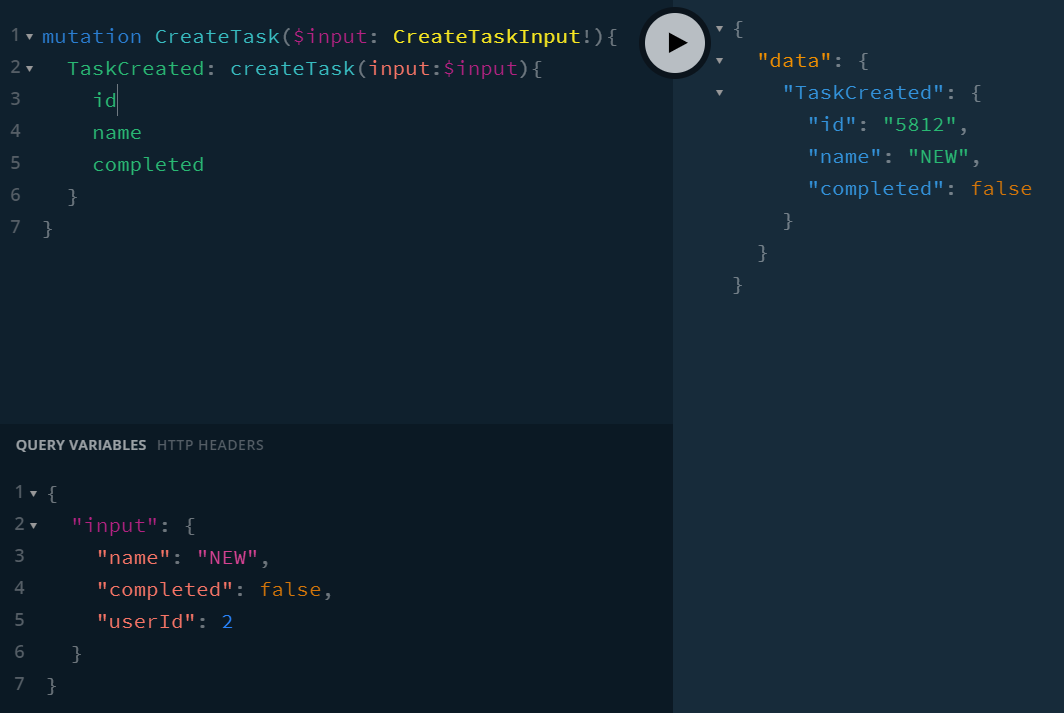 1 mutation CreateTask($input: CreateTaskInput!){
2 TaskCreated: createTask(input:$input){
3 id
4 name
5 completed
6 }
7 }
QUERY VARIABLES HTTP HEADERS
1 {
2 "input": {
3 "name": "NEW",
4 "completed": false,
5 "userId": 2
6 }
7 }
{
"data": {
"TaskCreated": {
"id": "5812",
"name": "NEW",
"completed": false
}
}
}